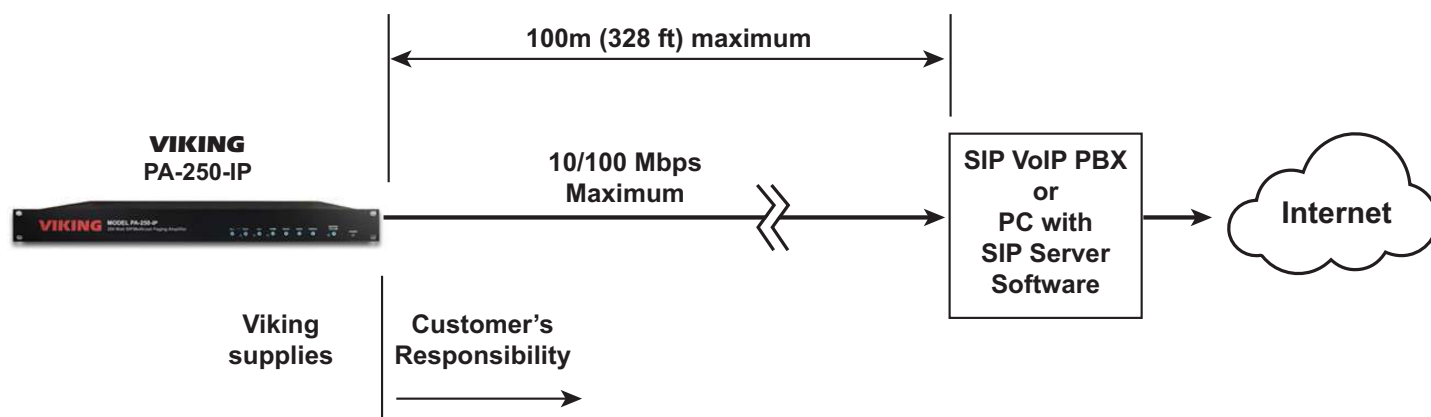 100m (328 ft) maximum
VIKING
PA-250-IP
10/100 Mbps
Maximum
SIP VoIP PBX
or
PC with
SIP Server
Software
Internet
VIKING
MODEL PA-250-IP
Viking
supplies
Customer’s
Responsibility